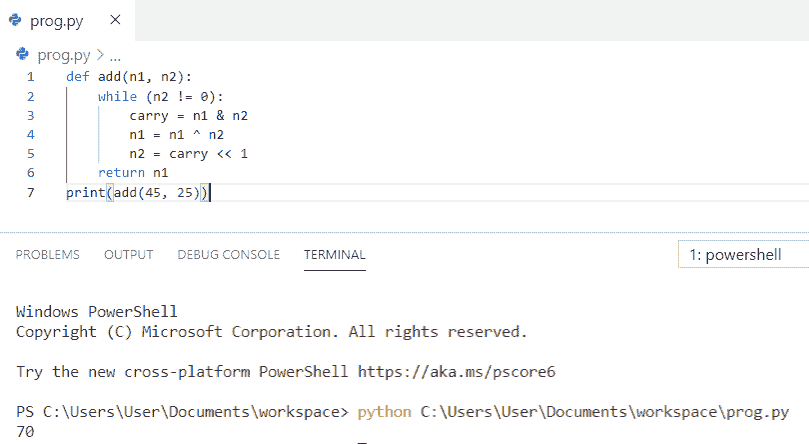 prog.py ×
prog.py > ...
1 def add(n1, n2):
2     while (n2 != 0):
3         carry = n1 & n2
4         n1 = n1 ^ n2
5         n2 = carry << 1
6     return n1
7 print(add(45, 25))
PROBLEMS OUTPUT DEBUG CONSOLE TERMINAL 1: powershell
Windows PowerShell
Copyright (C) Microsoft Corporation. All rights reserved.
Try the new cross-platform PowerShell https://aka.ms/pscore6
PS C:\Users\User\Documents\workspace> python C:\Users\User\Documents\workspace\prog.py
70